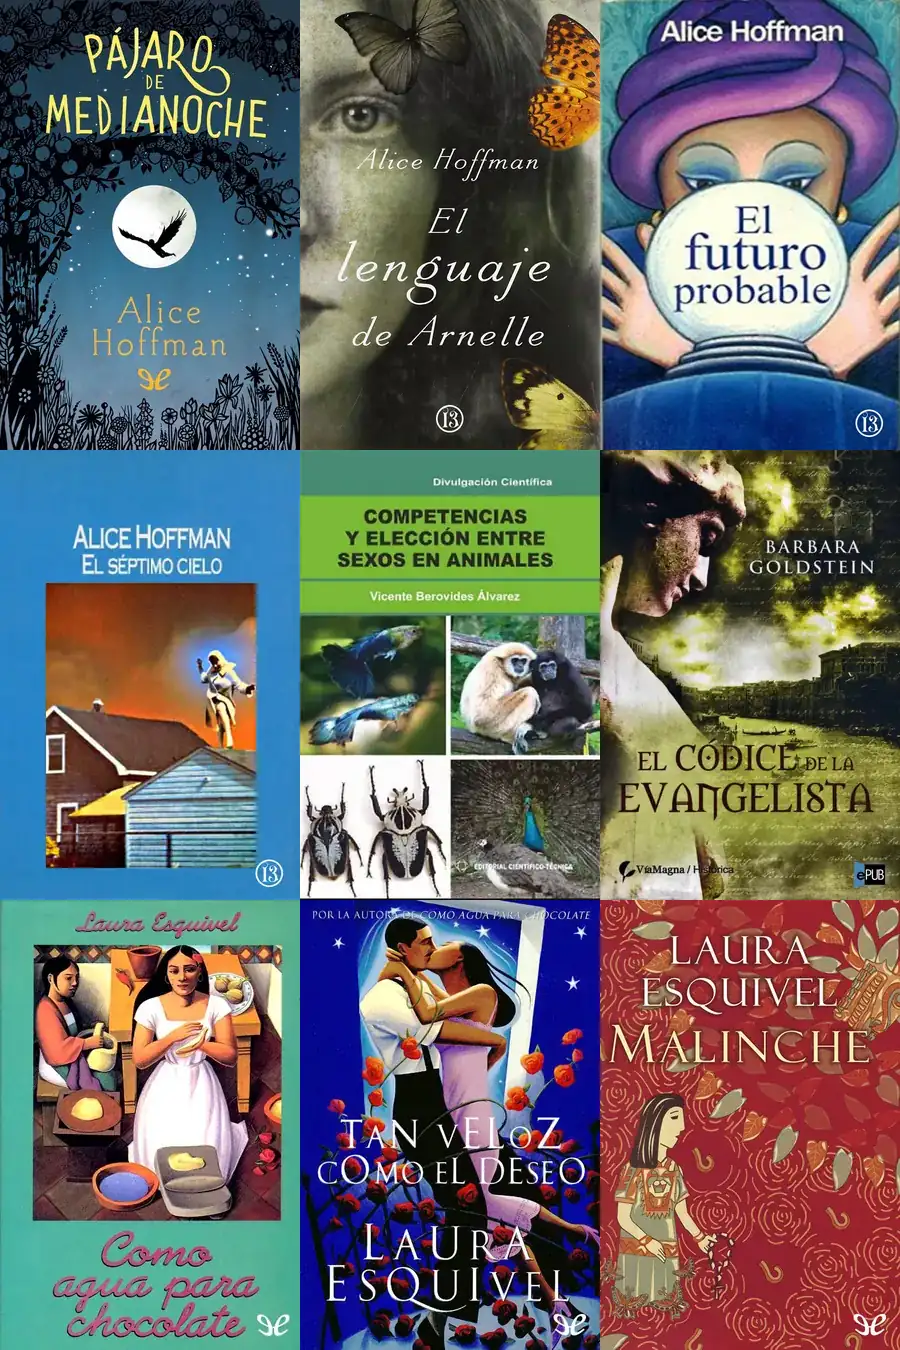 PÁJARO
DE
MEDIANOCHE
Alice
Hoffman
Alice Hoffman
El
lenguaje
de Arnelle
13
Alice Hoffman
El
futuro
probable
13
ALICE HOFFMAN
EL SÉPTIMO CIELO
13
Divulgación Científica
COMPETENCIAS
Y ELECCIÓN ENTRE
SEXOS EN ANIMALES
Vicente Berovides Álvarez
EDITORIAL CIENTÍFICO-TÉCNICA
BARBARA
GOLDSTEIN
EL CÓDICE DE LA
EVANGELISTA
VíaMagna / Histórica
ePUB
Laura Esquivel
Como
agua para
chocolate
POR LA AUTORA DE COMO AGUA PARA CHOCOLATE
TAN VELOZ
COMO EL DESEO
LAURA
ESQUIVEL
LAURA
ESQUIVEL
MALINCHE